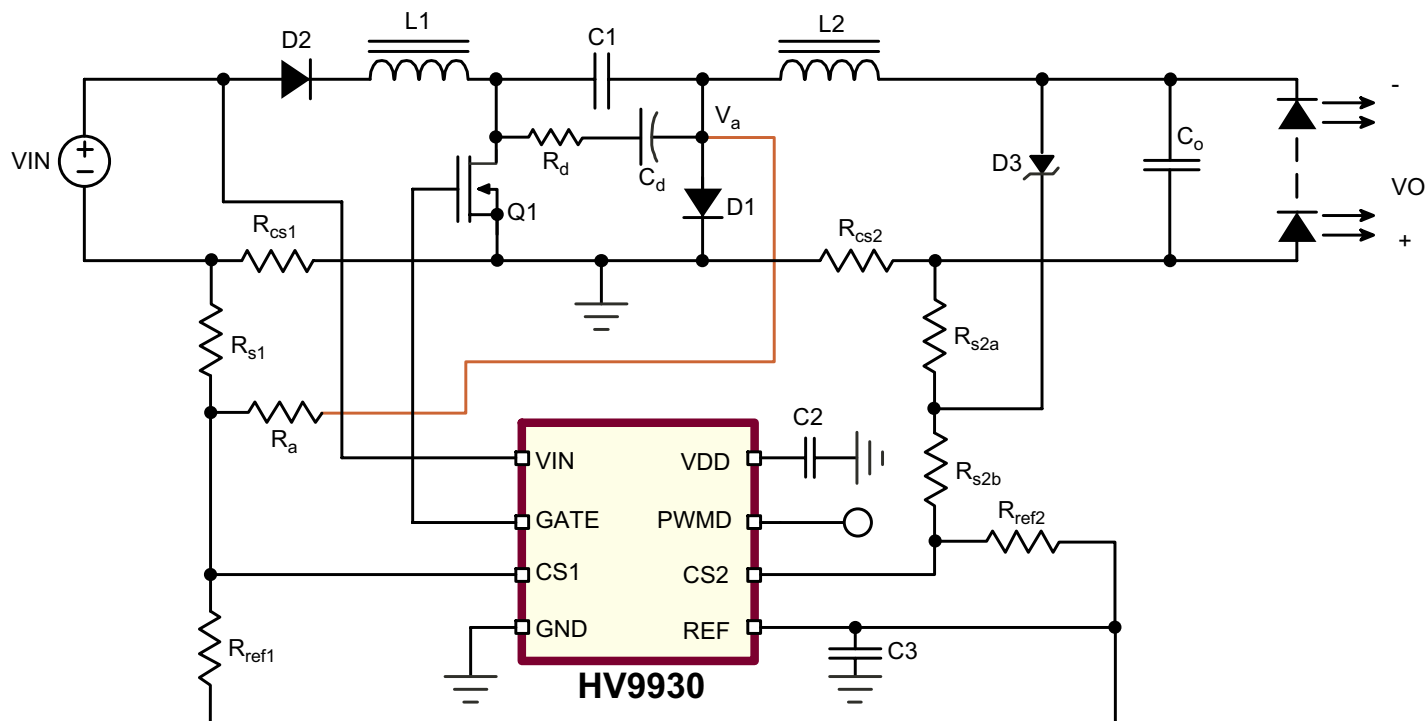 L1
L2
D2
C1
Va
Rd
Cd
D3
Co
-
VO
+
VIN
+
−
Q1
D1
Rcs1
Rcs2
Rs1
Rs2a
Ra
C2
VIN
VDD
Rs2b
GATE
PWMD
Rref2
CS1
CS2
GND
REF
Rref1
C3
HV9930